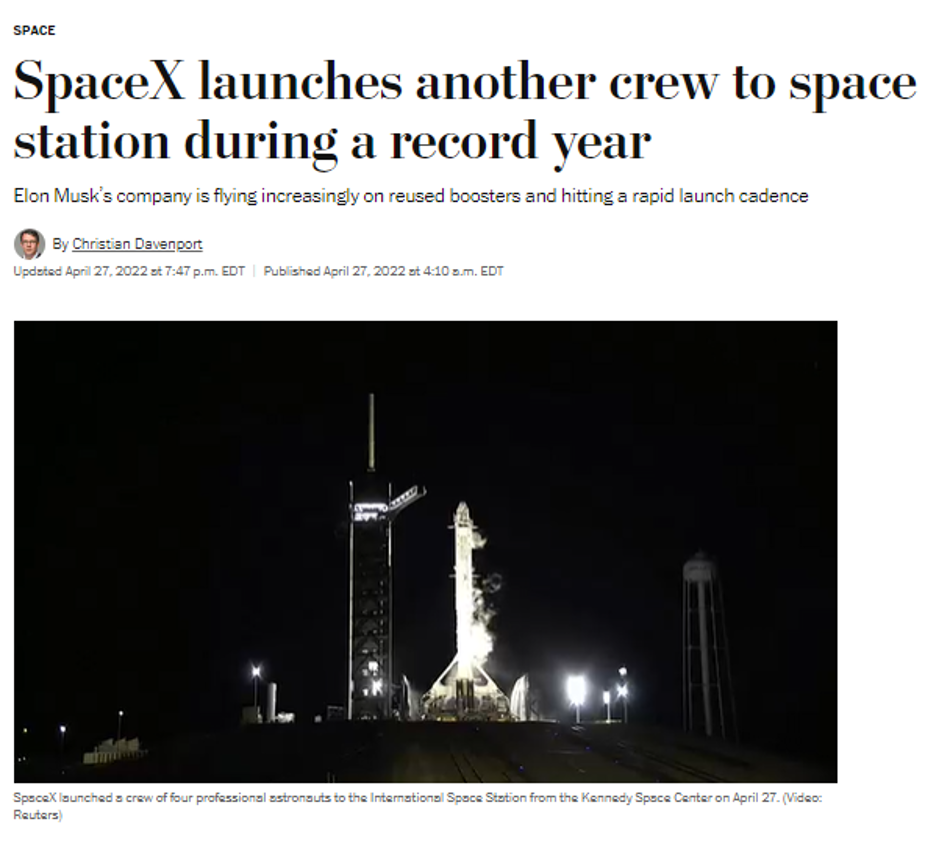 SPACE
SpaceX launches another crew to space
station during a record year
Elon Musk's company is flying increasingly on reused boosters and hitting a rapid launch cadence
By Christian Davenport
Updated April 27, 2022 at 7:47 p.m. EDT | Published April 27, 2022 at 4:10 a.m. EDT
SpaceX launched a crew of four professional astronauts to the International Space Station from the Kennedy Space Center on April 27. (Video:
Reuters)